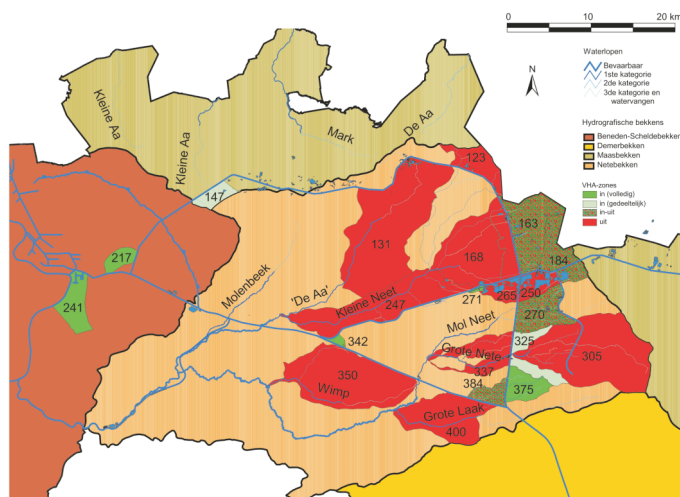 0 10 20 km
Waterlopen
Bevaarbaar
1ste kategorie
2de kategorie
3de kategorie en
watervangen
N
Hydrografische bekkens
Beneden-Scheldebekken
Demerbekken
Maasbekken
Netebekken
VHA-zones
in (volledig)
in (gedeeltelijk)
in-uit
uit
Kleine Aa
Kleine Aa
Mark
De Aa
123
147
163
131
168
184
217
241
Molenbeek
'De Aa'
Kleine Neet
247
271
265
250
270
Mol Neet
342
325
305
Grote Nete
337
350
Wimp
384
375
Grote Laak
400